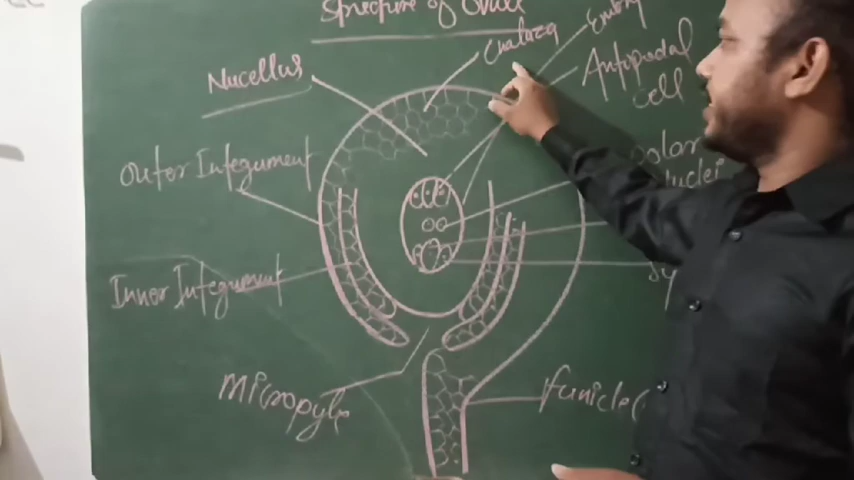 Structure of Ovule
Chalaza
Nucellus
Antipodal
cell
Outer Integument
Inner Integument
Micropyle
funicle